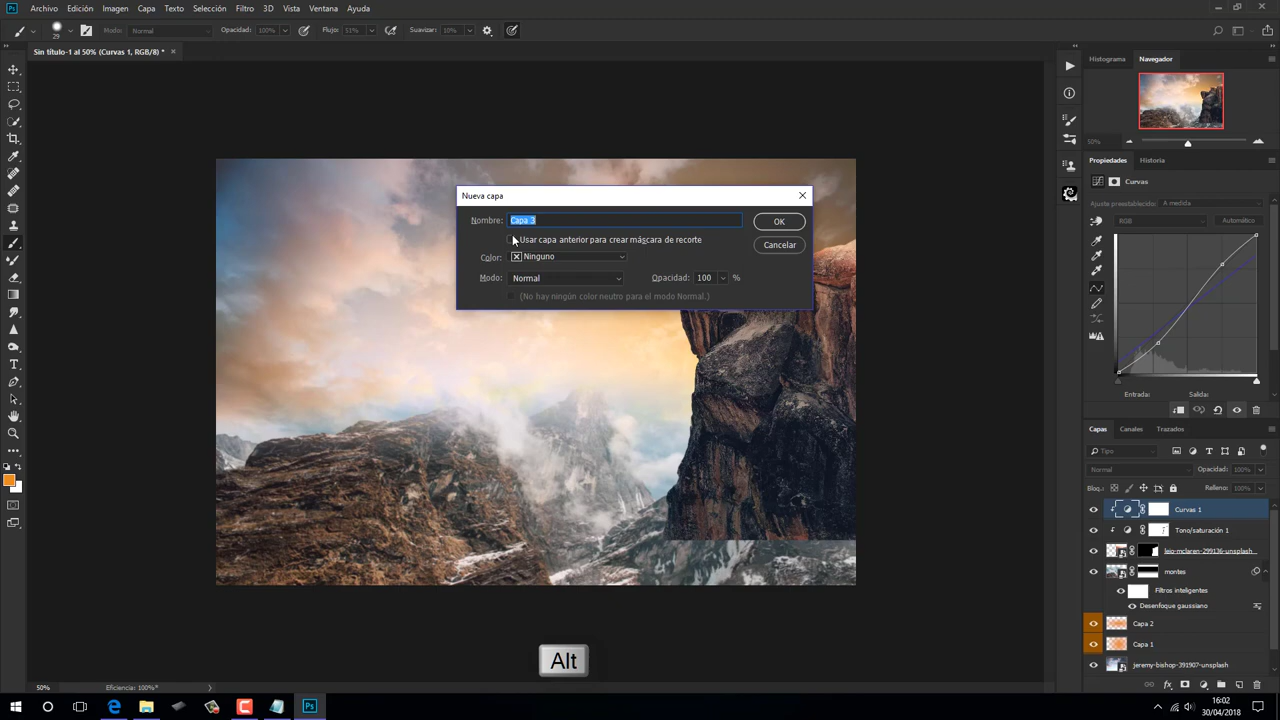 Ps Archivo Edición Imagen Capa Texto Selección Filtro 3D Vista Ventana Ayuda
29 Modo: Normal Opacidad: 100% Flujo: 51% Suavizar: 10%
Sin título-1 al 50% (Curvas 1, RGB/8) *
Histograma Navegador
50%
Propiedades Historia
Curvas
Ajuste preestablecido: A medida
RGB Automático
Entrada: Salida:
Nueva capa
Nombre: Capa 3
OK
Usar capa anterior para crear máscara de recorte
Cancelar
Color: Ninguno
Modo: Normal Opacidad: 100 %
(No hay ningún color neutro para el modo Normal.)
Capas Canales Trazados
Tipo
Normal Opacidad: 100%
Bloq.: Relleno: 100%
Curvas 1
Tono/saturación 1
leio-mclaren-299136-unsplash
montes
Filtros inteligentes
Desenfoque gaussiano
Capa 2
Capa 1
jeremy-bishop-391907-unsplash
Alt
50% Eficiencia: 100%*
16:02
30/04/2018